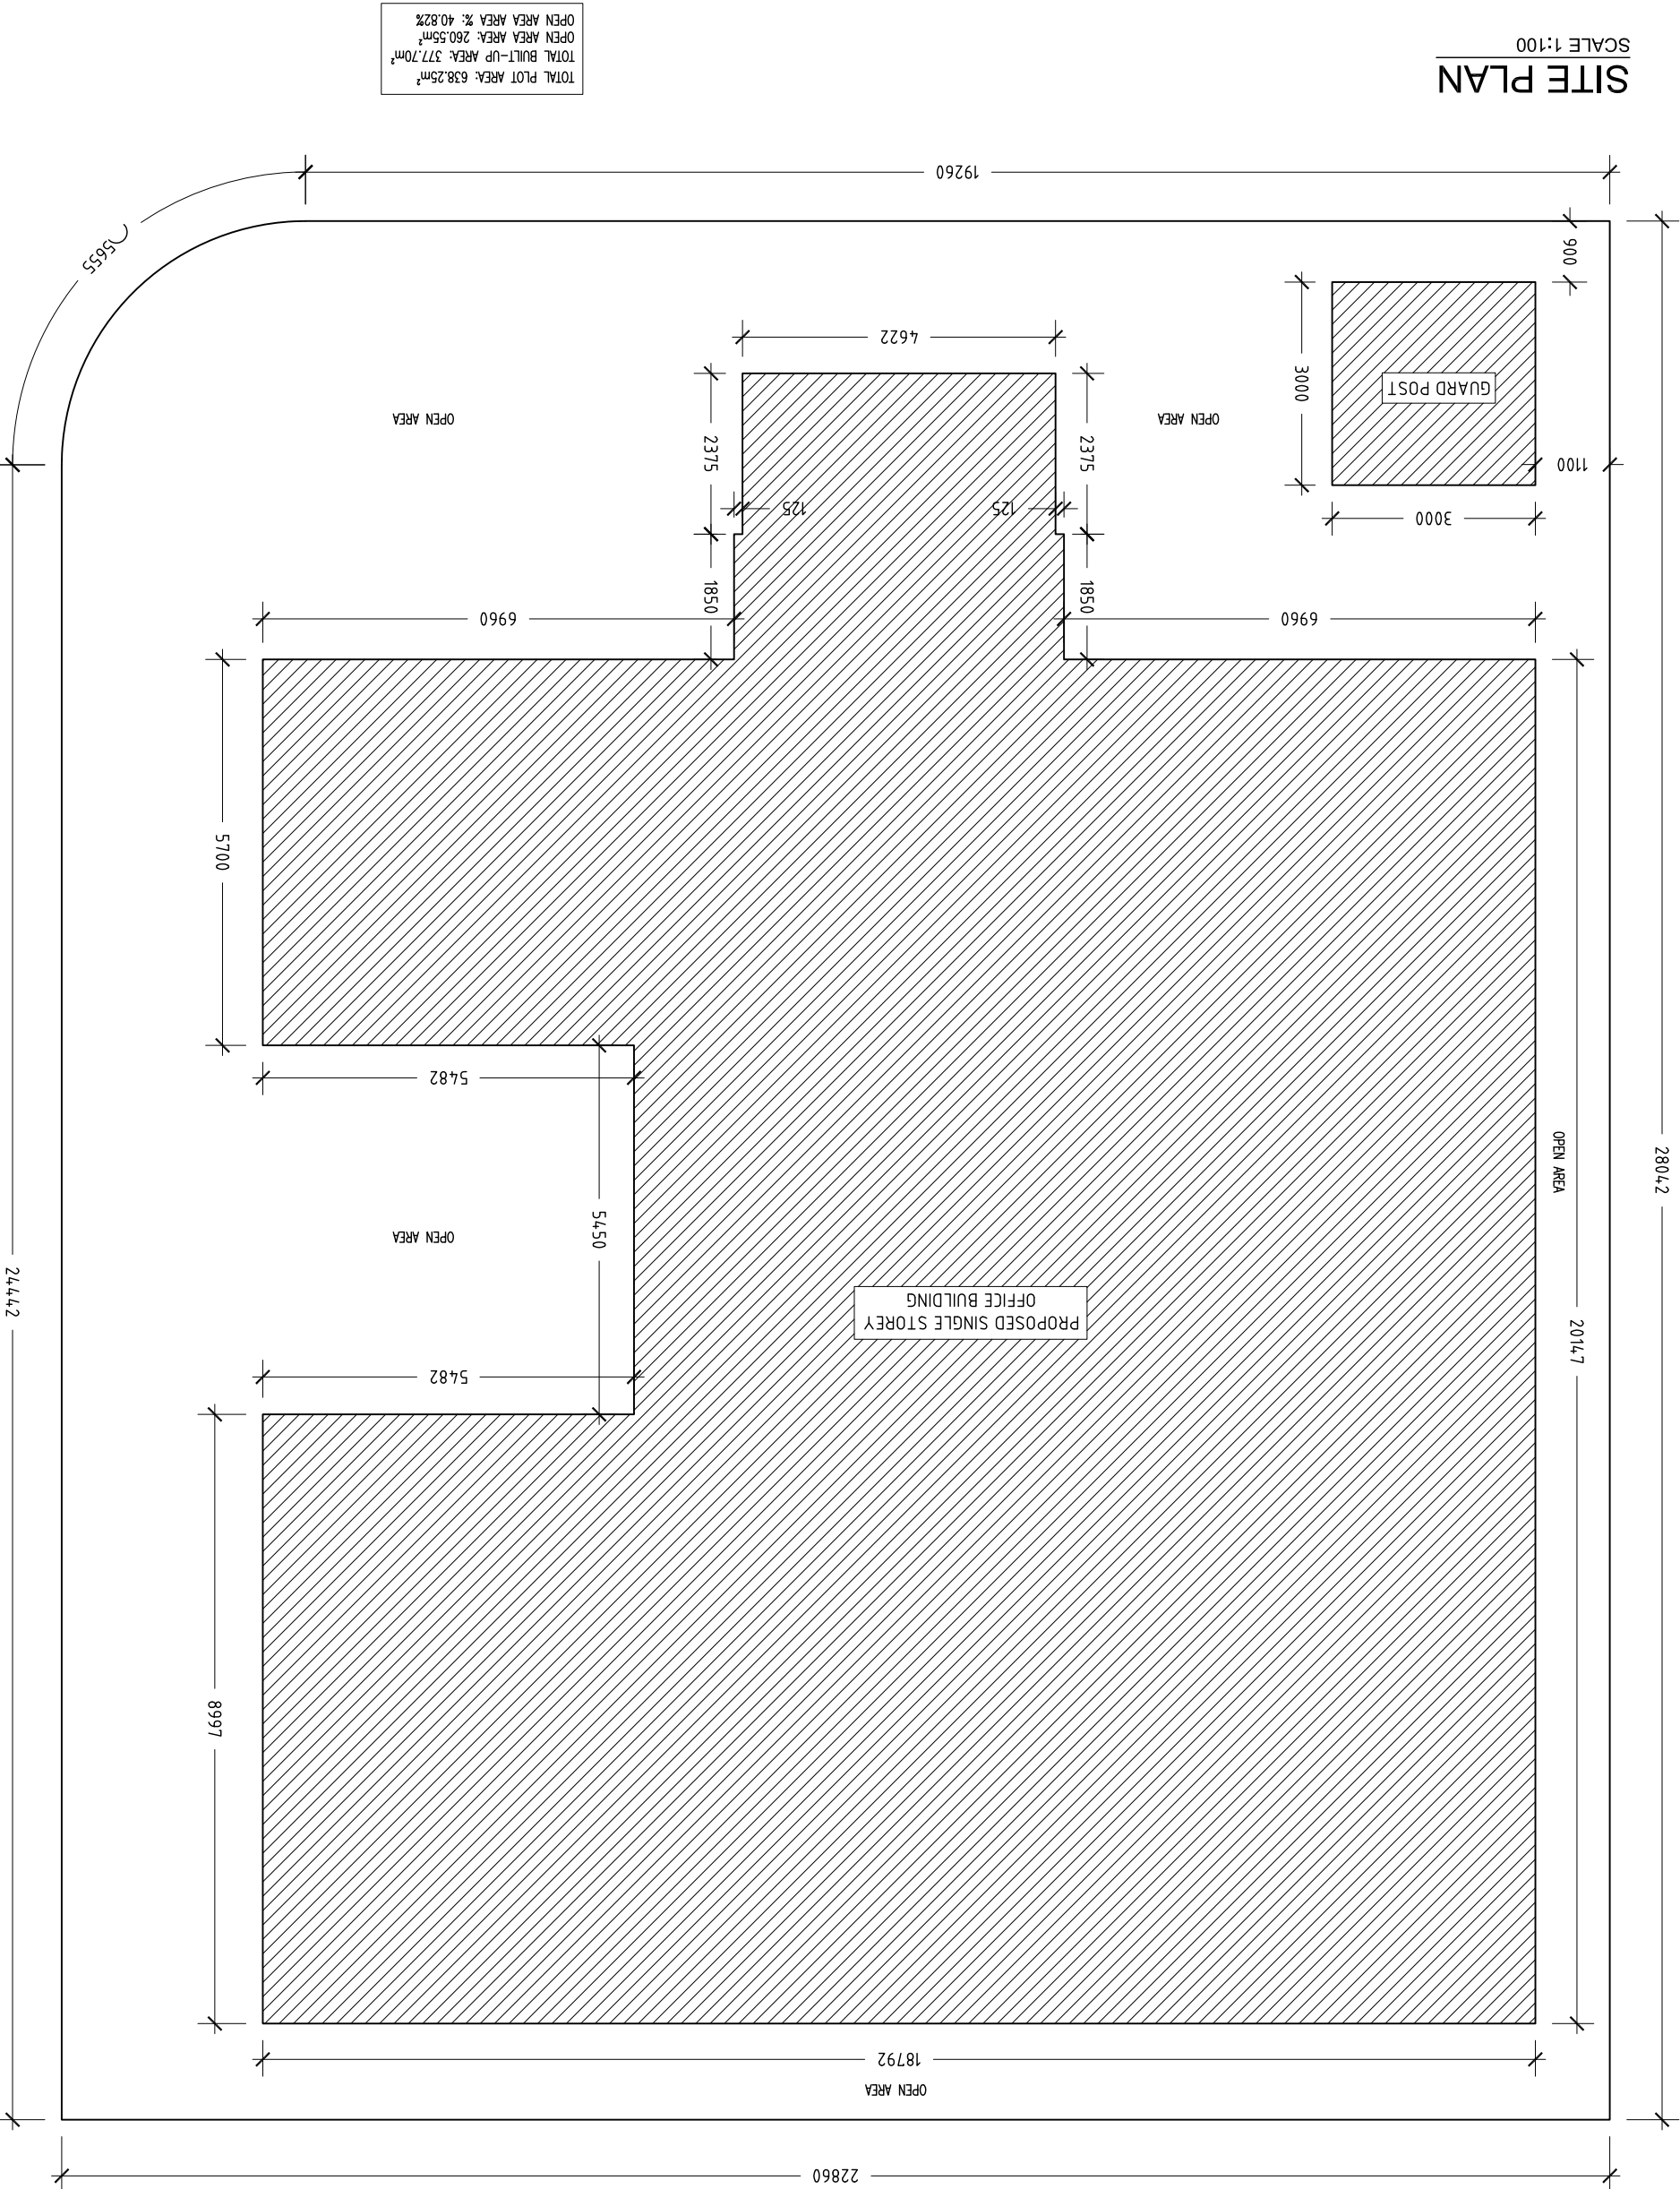 22860
OPEN AREA
18792
8997
5482
20147
PROPOSED SINGLE STOREY
OFFICE BUILDING
24442
5450
OPEN AREA
28042
OPEN AREA
5482
5700
6960
6960
1850
1850
3000
125
125
1100
2375
2375
OPEN AREA
OPEN AREA
GUARD POST
3000
4622
900
5655
19260
SITE PLAN
SCALE 1:100
TOTAL PLOT AREA: 638.25m²
TOTAL BUILT-UP AREA: 377.70m²
OPEN AREA AREA: 260.55m²
OPEN AREA AREA %: 40.82%